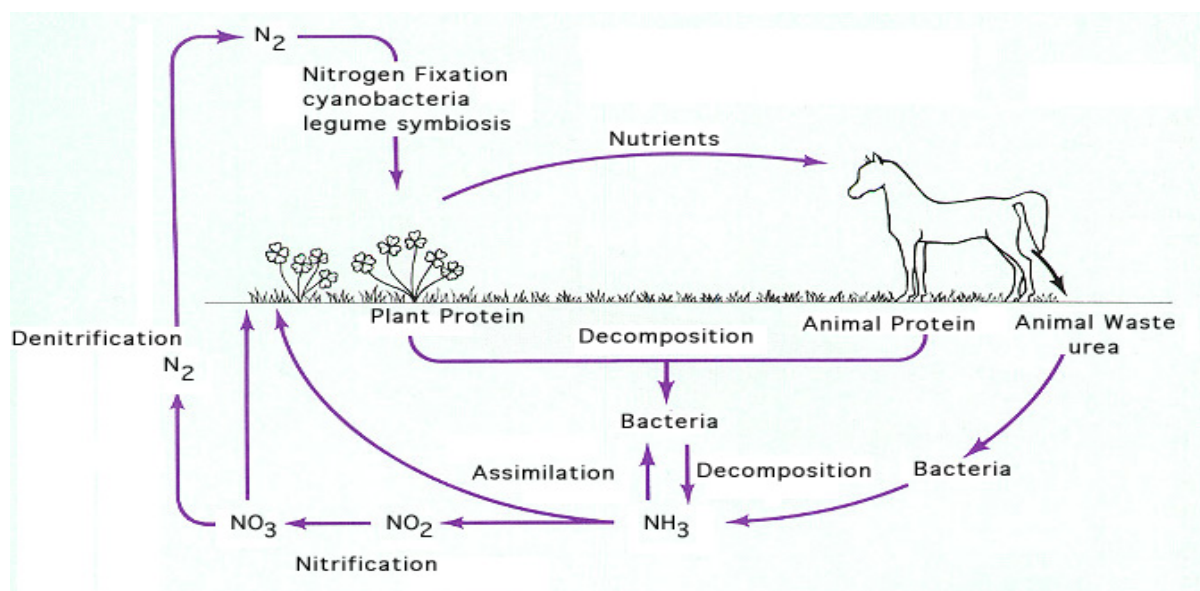 N₂
Nitrogen Fixation
cyanobacteria
legume symbiosis
Nutrients
Plant Protein
Decomposition
Animal Protein
Animal Waste
urea
Denitrification
N₂
Bacteria
Assimilation
Decomposition
Bacteria
NO₃
NO₂
NH₃
Nitrification